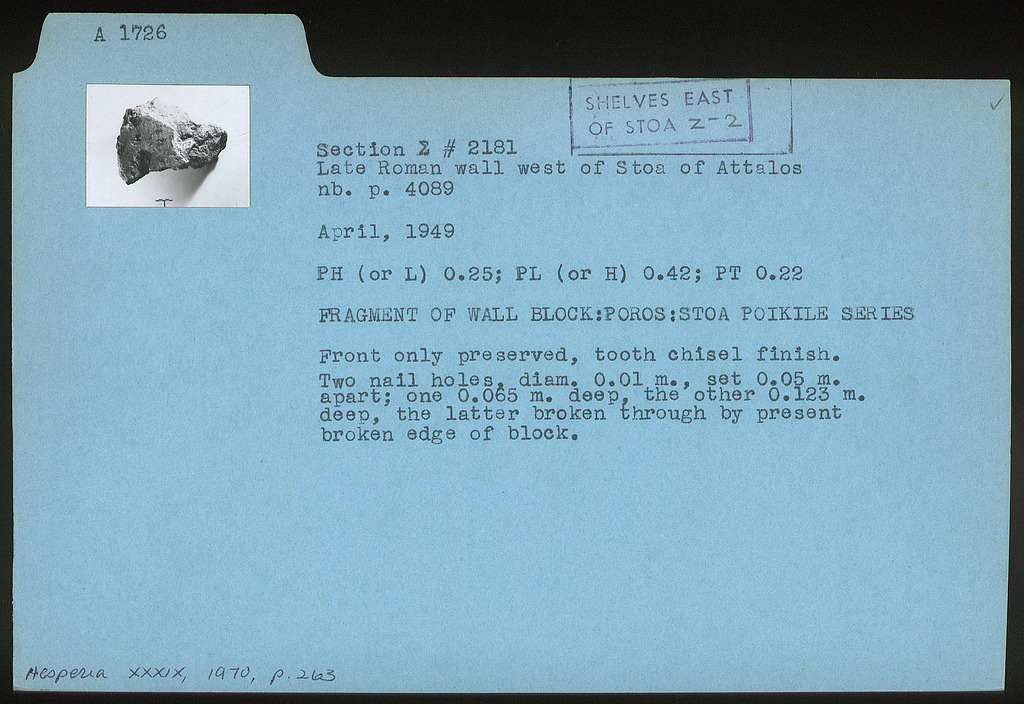 A 1726
SHELVES EAST
OF STOA Z-2
Section Σ # 2181
Late Roman wall west of Stoa of Attalos
nb. p. 4089
April, 1949
PH (or L) 0.25; PL (or H) 0.42; PT 0.22
FRAGMENT OF WALL BLOCK:POROS:STOA POIKILE SERIES
Front only preserved, tooth chisel finish.
Two nail holes, diam. 0.01 m., set 0.05 m.
apart; one 0.065 m. deep, the other 0.123 m.
deep, the latter broken through by present
broken edge of block.
Hesperia XXXIX, 1970, p. 263